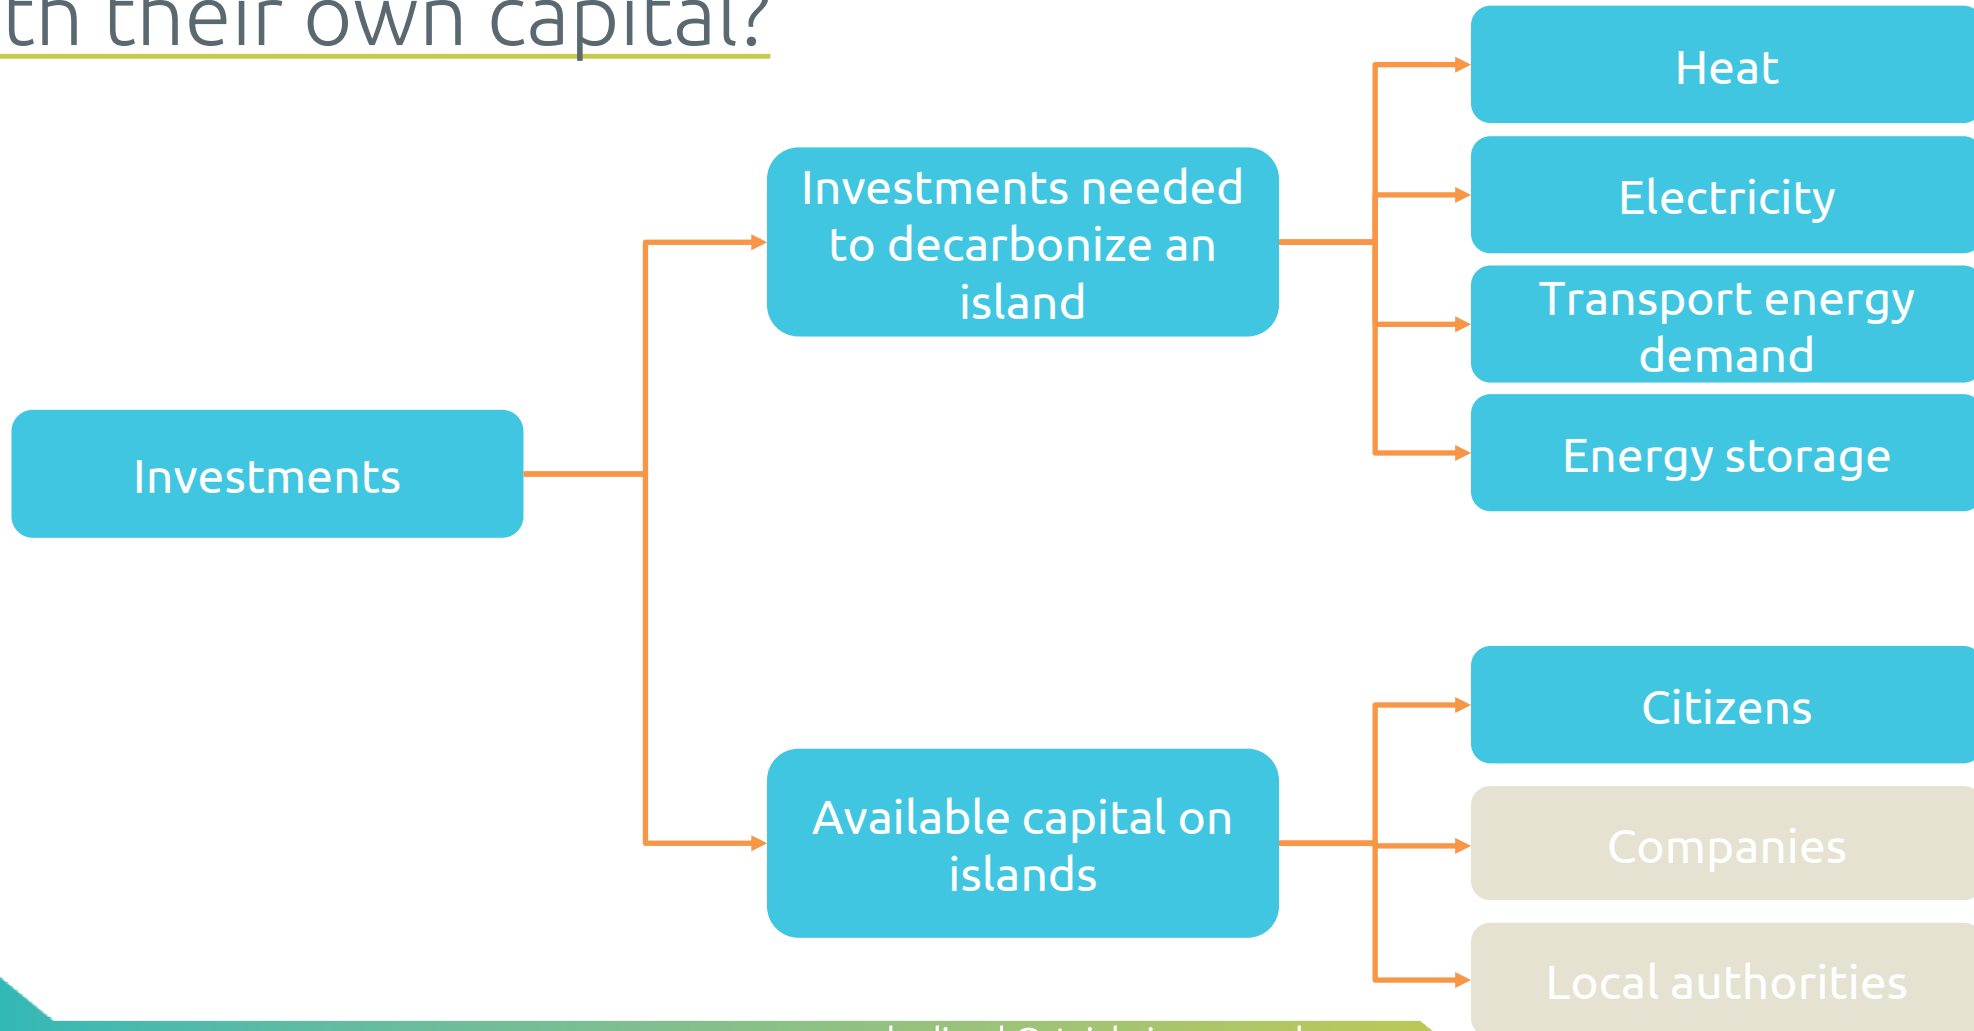 their own capital?
Heat
Investments needed
to decarbonize an
island
Electricity
Transport energy
demand
Energy storage
Investments
Citizens
Available capital on
islands
Companies
Local authorities